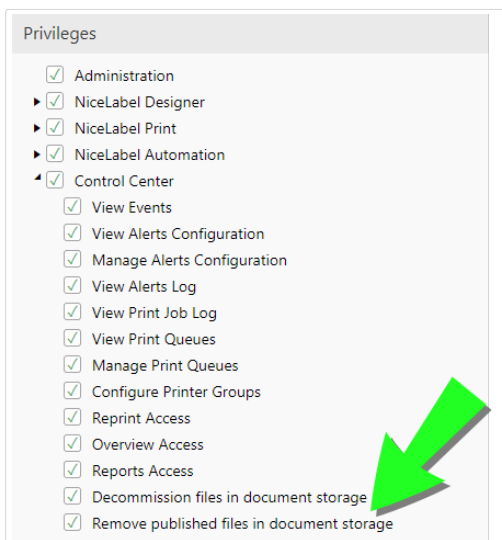 Privileges
Administration
NiceLabel Designer
NiceLabel Print
NiceLabel Automation
Control Center
View Events
View Alerts Configuration
Manage Alerts Configuration
View Alerts Log
View Print Job Log
View Print Queues
Manage Print Queues
Configure Printer Groups
Reprint Access
Overview Access
Reports Access
Decommission files in document storage
Remove published files in document storage